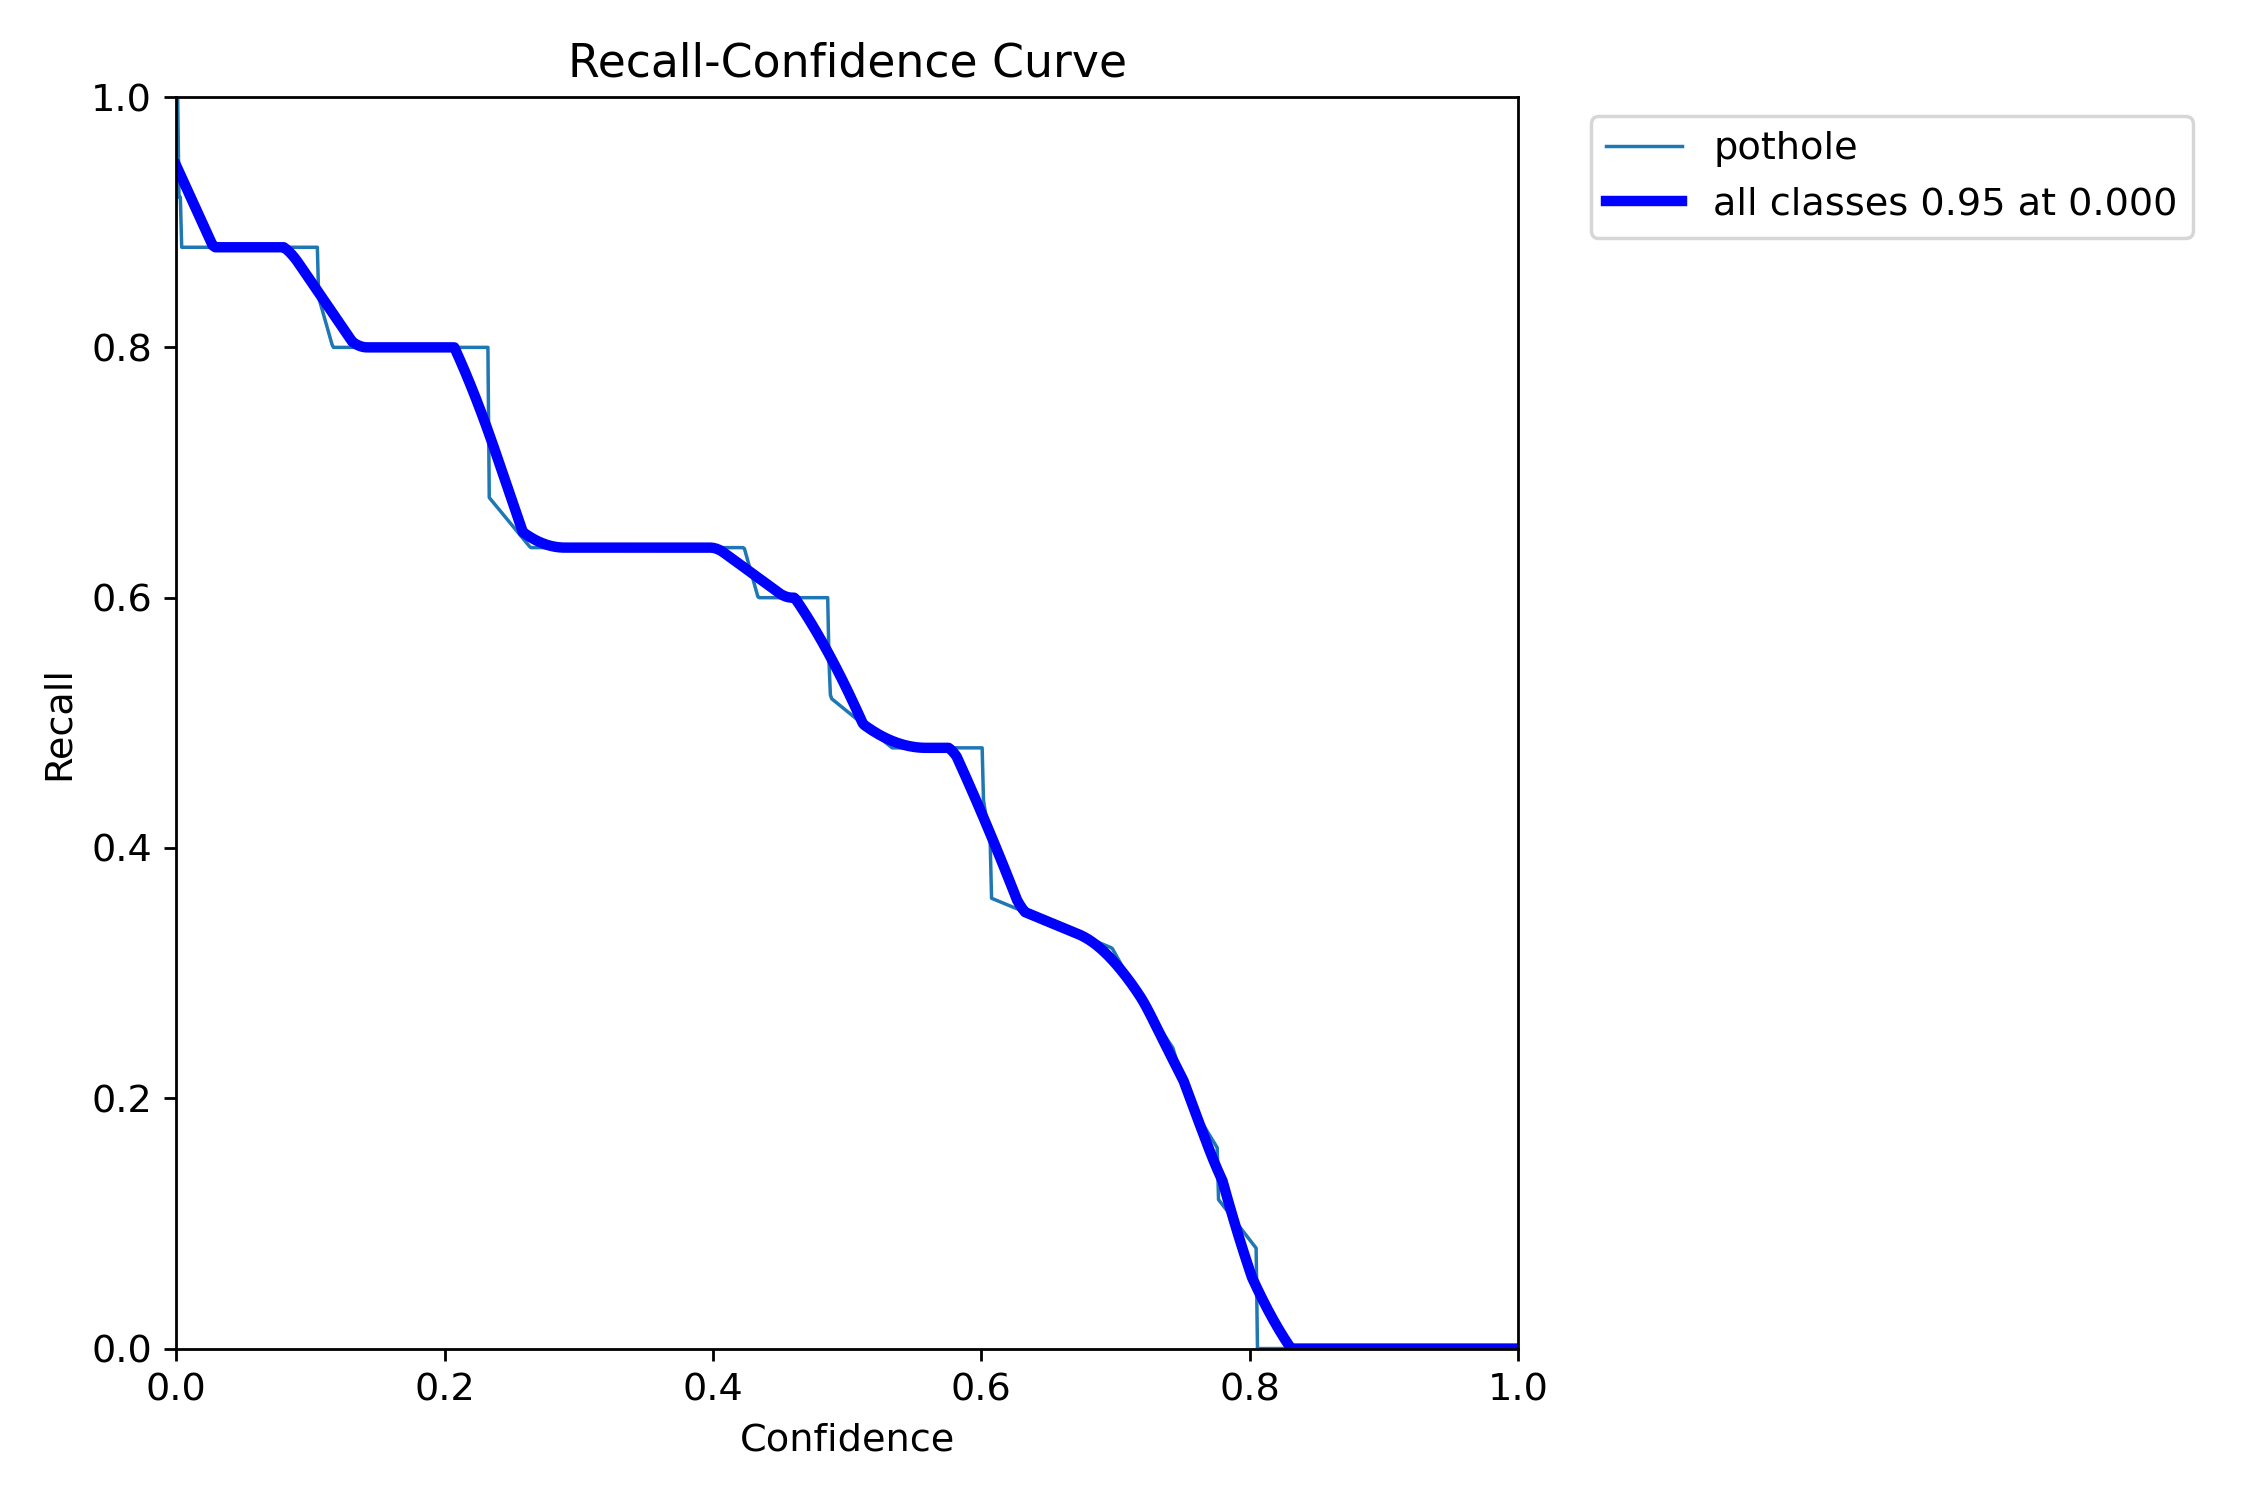 Recall-Confidence Curve
pothole
all classes 0.95 at 0.000
1.0
0.8
0.6
0.4
0.2
0.0
Recall
0.0 0.2 0.4 0.6 0.8 1.0
Confidence